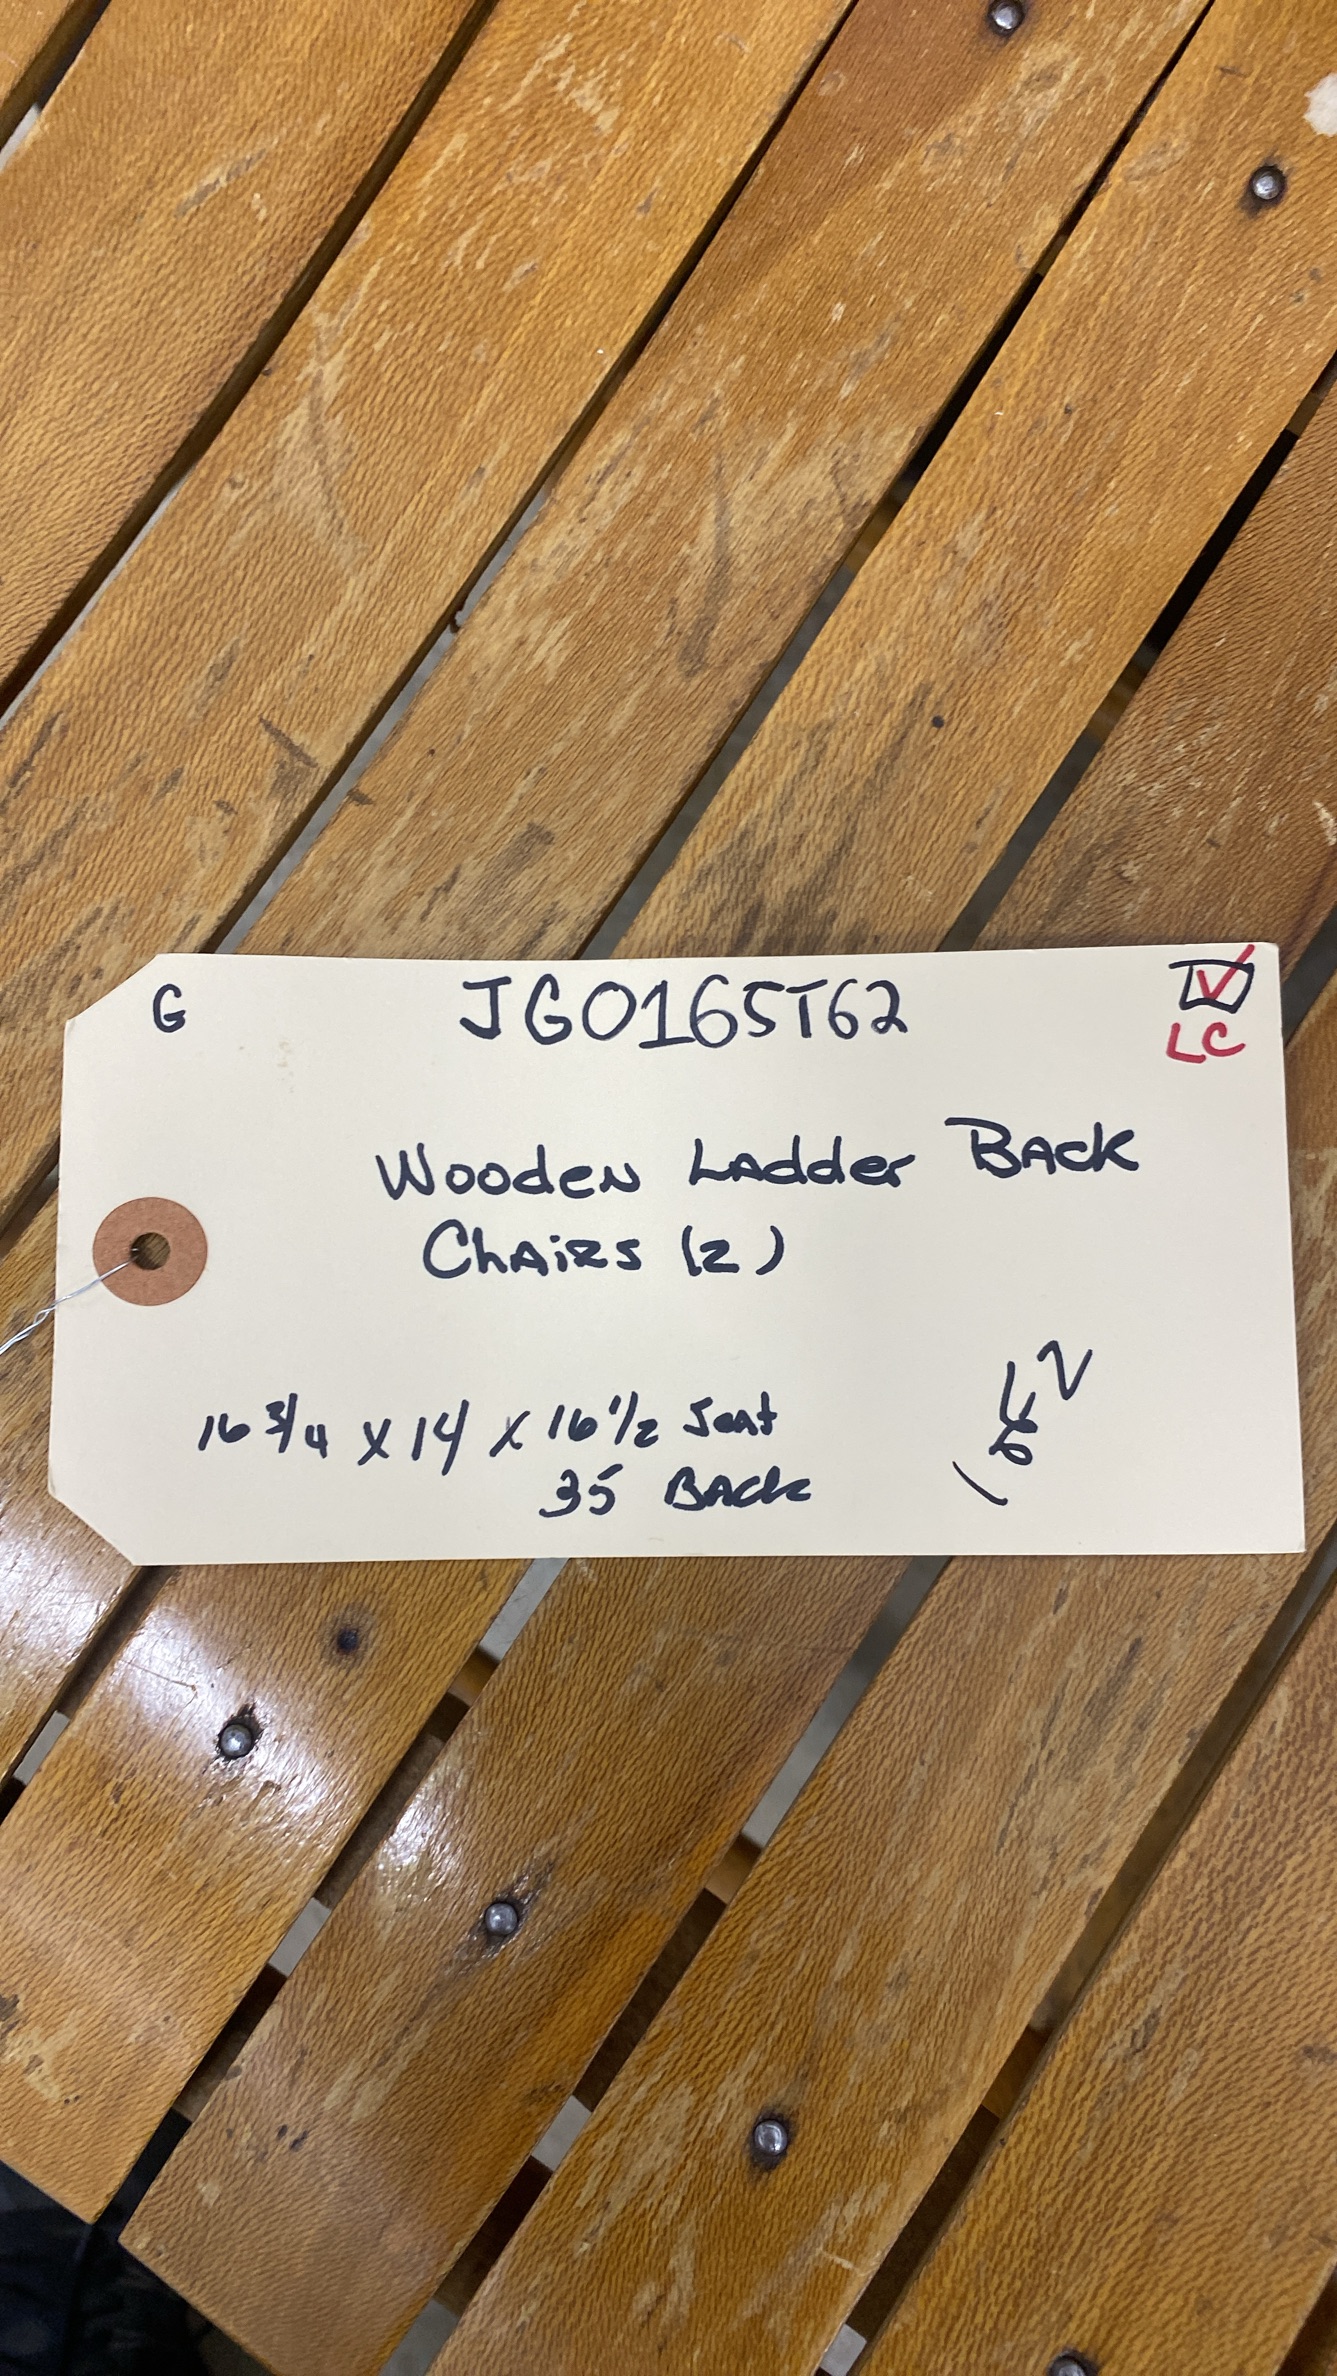 G JG0165T62
LC
Wooden Ladder Back
Chairs (2)
16 3/4 x 14 x 16 1/2 Seat
35 Back